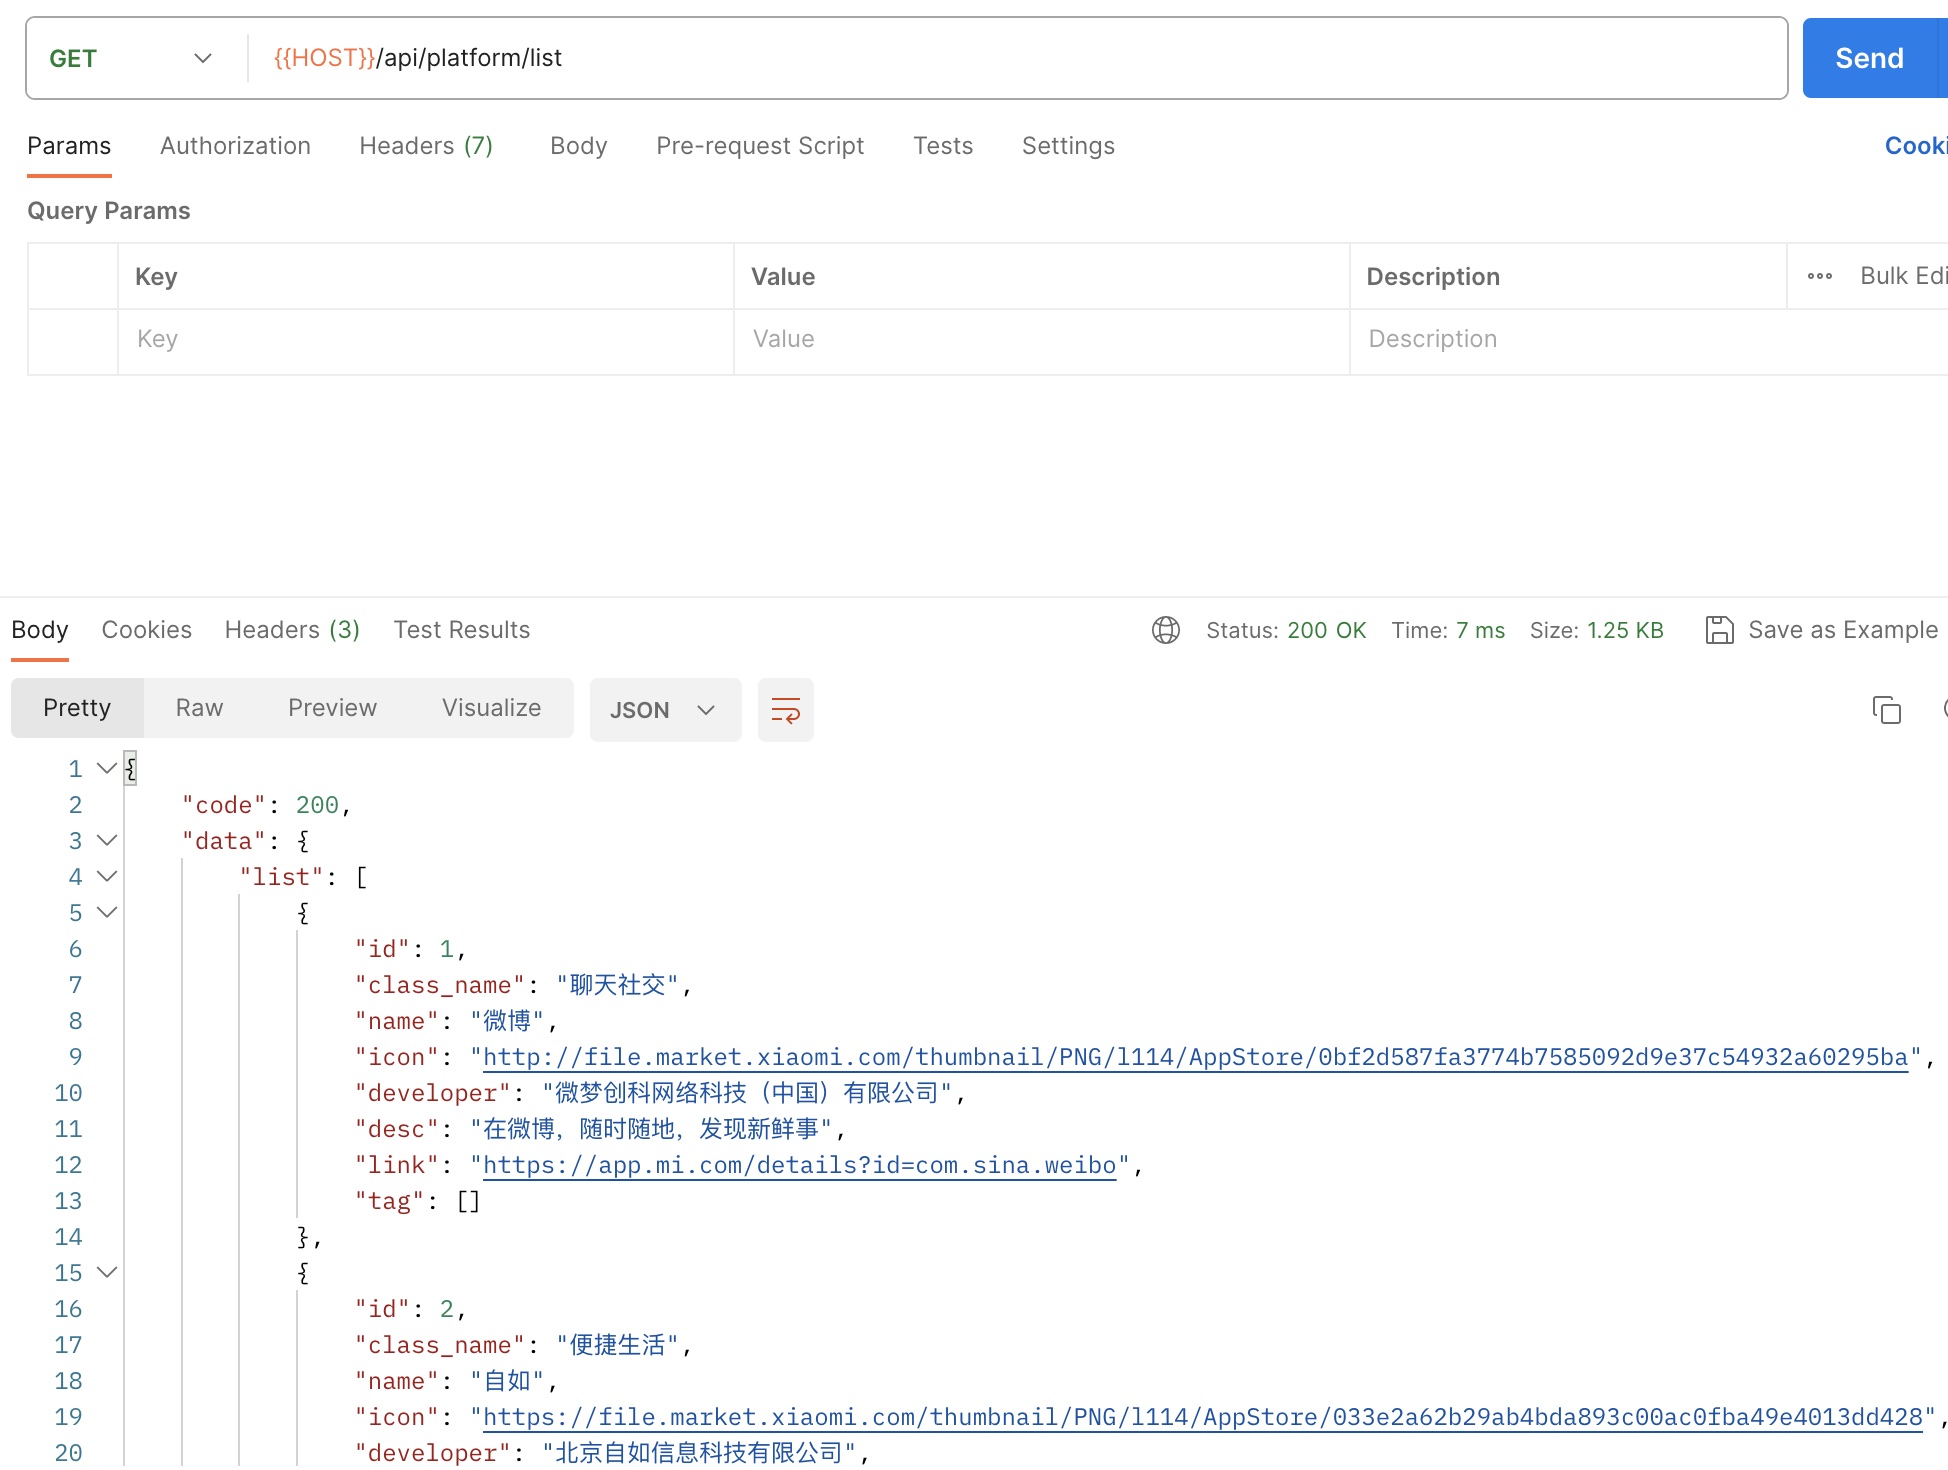 GET {{HOST}}/api/platform/list Send
Params Authorization Headers (7) Body Pre-request Script Tests Settings Cooki
Query Params
Key Value Description Bulk Edi
Key Value Description
Body Cookies Headers (3) Test Results Status: 200 OK Time: 7 ms Size: 1.25 KB Save as Example
Pretty Raw Preview Visualize JSON
1 {
2 "code": 200,
3 "data": {
4 "list": [
5 {
6 "id": 1,
7 "class_name": "聊天社交",
8 "name": "微博",
9 "icon": "http://file.market.xiaomi.com/thumbnail/PNG/l114/AppStore/0bf2d587fa3774b7585092d9e37c54932a60295ba",
10 "developer": "微梦创科网络科技（中国）有限公司",
11 "desc": "在微博，随时随地，发现新鲜事",
12 "link": "https://app.mi.com/details?id=com.sina.weibo",
13 "tag": []
14 },
15 {
16 "id": 2,
17 "class_name": "便捷生活",
18 "name": "自如",
19 "icon": "https://file.market.xiaomi.com/thumbnail/PNG/l114/AppStore/033e2a62b29ab4bda893c00ac0fba49e4013dd428",
20 "developer": "北京自如信息科技有限公司",